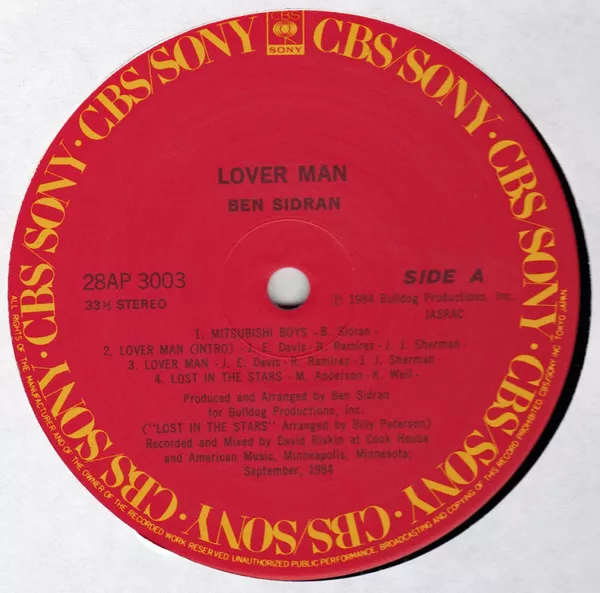 CBS
SONY
CBS/SONY · CBS/SONY · CBS/SONY · CBS/SONY · CBS/SONY · CBS/SONY · CBS/SONY · CBS/SONY
LOVER MAN
BEN SIDRAN
28AP 3003
33⅓ STEREO
SIDE A
Ⓟ 1984 Bulldog Productions, Inc.
JASRAC
1. MITSUBISHI BOYS -B. Sidran-
2. LOVER MAN (INTRO) -J. E. Davis- R. Ramirez- J. J. Sherman-
3. LOVER MAN -J. E. Davis- R. Ramirez- J. J. Sherman-
4. LOST IN THE STARS - M. Anderson- K. Weil-
Produced and Arranged by Ben Sidran
for Bulldog Productions, Inc.
("LOST IN THE STARS" Arranged by Billy Peterson)
Recorded and Mixed by David Riskin at Cook House
and American Music, Minneapolis, Minnesota;
September, 1984
ALL RIGHTS OF THE MANUFACTURER AND OF THE OWNER OF THE RECORDED WORK RESERVED UNAUTHORIZED PUBLIC PERFORMANCE, BROADCASTING AND COPYING OF THIS RECORD PROHIBITED CBS/SONY INC. TOKYO JAPAN